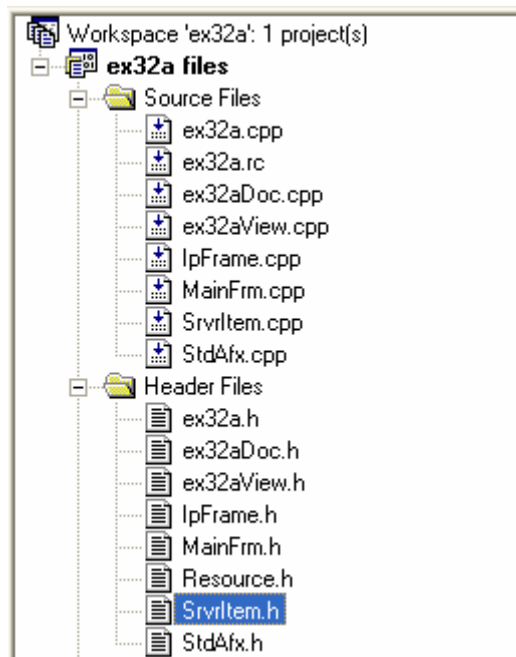 Workspace 'ex32a': 1 project(s)
ex32a files
Source Files
ex32a.cpp
ex32a.rc
ex32aDoc.cpp
ex32aView.cpp
IpFrame.cpp
MainFrm.cpp
SrvrItem.cpp
StdAfx.cpp
Header Files
ex32a.h
ex32aDoc.h
ex32aView.h
IpFrame.h
MainFrm.h
Resource.h
SrvrItem.h
StdAfx.h